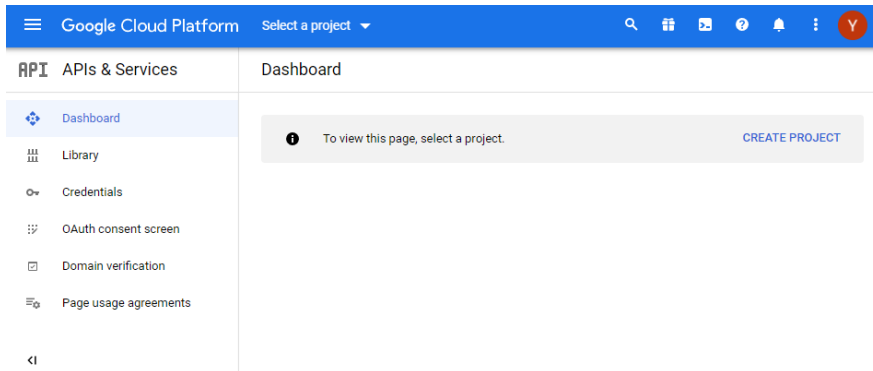 Google Cloud Platform Select a project
Y
API APIs & Services
Dashboard
Dashboard
To view this page, select a project. CREATE PROJECT
Library
Credentials
OAuth consent screen
Domain verification
Page usage agreements